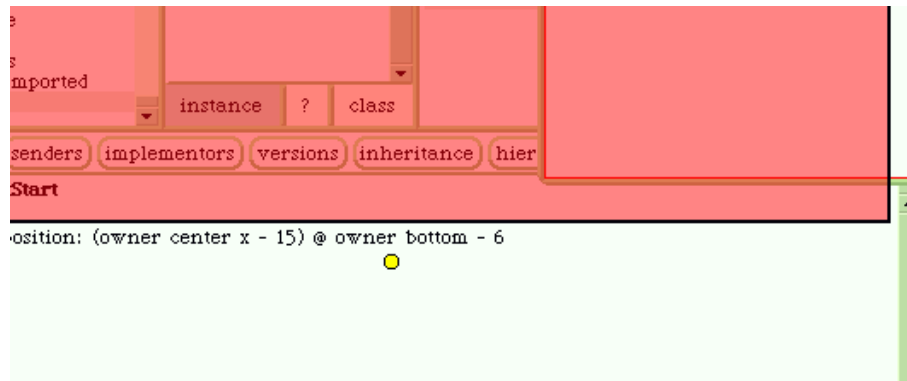 e
s
mported
instance ? class
senders implementors versions inheritance hier
Start
osition: (owner center x - 15) @ owner bottom - 6